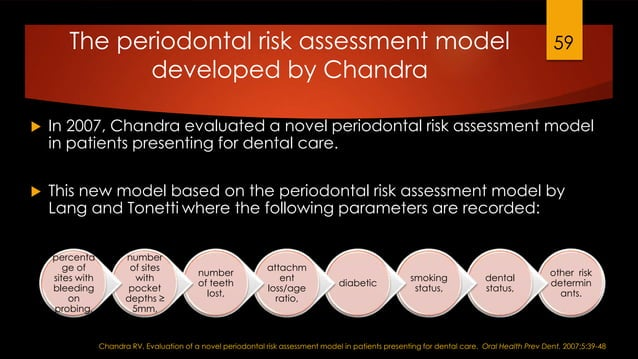 The periodontal risk assessment model
developed by Chandra
59
In 2007, Chandra evaluated a novel periodontal risk assessment model
in patients presenting for dental care.
This new model based on the periodontal risk assessment model by
Lang and Tonetti where the following parameters are recorded:
percenta
ge of
sites with
bleeding
on
probing,
number
of sites
with
pocket
depths ≥
5mm,
number
of teeth
lost,
attachm
ent
loss/age
ratio,
diabetic
smoking
status,
dental
status,
other risk
determin
ants.
Chandra RV. Evaluation of a novel periodontal risk assessment model in patients presenting for dental care. Oral Health Prev Dent. 2007;5:39-48